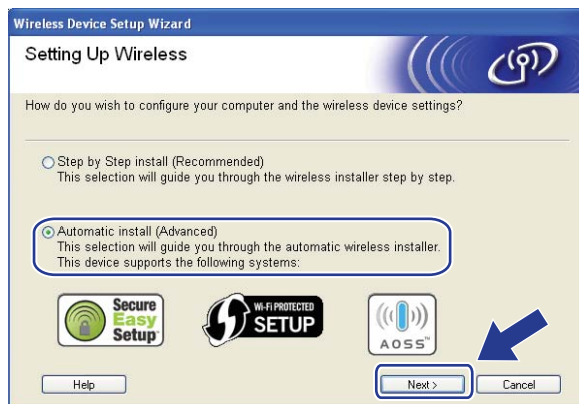 Wireless Device Setup Wizard
Setting Up Wireless
How do you wish to configure your computer and the wireless device settings?
Step by Step install (Recommended)
This selection will guide you through the wireless installer step by step.
Automatic install (Advanced)
This selection will guide you through the automatic wireless installer.
This device supports the following systems:
Secure
Easy
Setup
Wi-Fi PROTECTED
SETUP
AOSS™
Help
Next >
Cancel